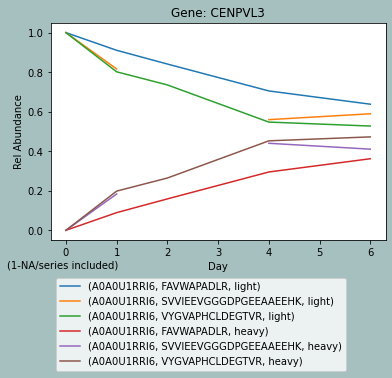 Gene: CENPVL3
1.0
0.8
0.6
0.4
0.2
0.0
Rel Abundance
0 1 2 3 4 5 6
(1-NA/series included)
Day
(A0A0U1RRI6, FAVWAPADLR, light)
(A0A0U1RRI6, SVVIEEVGGGDPGEEAAEEHK, light)
(A0A0U1RRI6, VYGVAPHCLDEGTVR, light)
(A0A0U1RRI6, FAVWAPADLR, heavy)
(A0A0U1RRI6, SVVIEEVGGGDPGEEAAEEHK, heavy)
(A0A0U1RRI6, VYGVAPHCLDEGTVR, heavy)